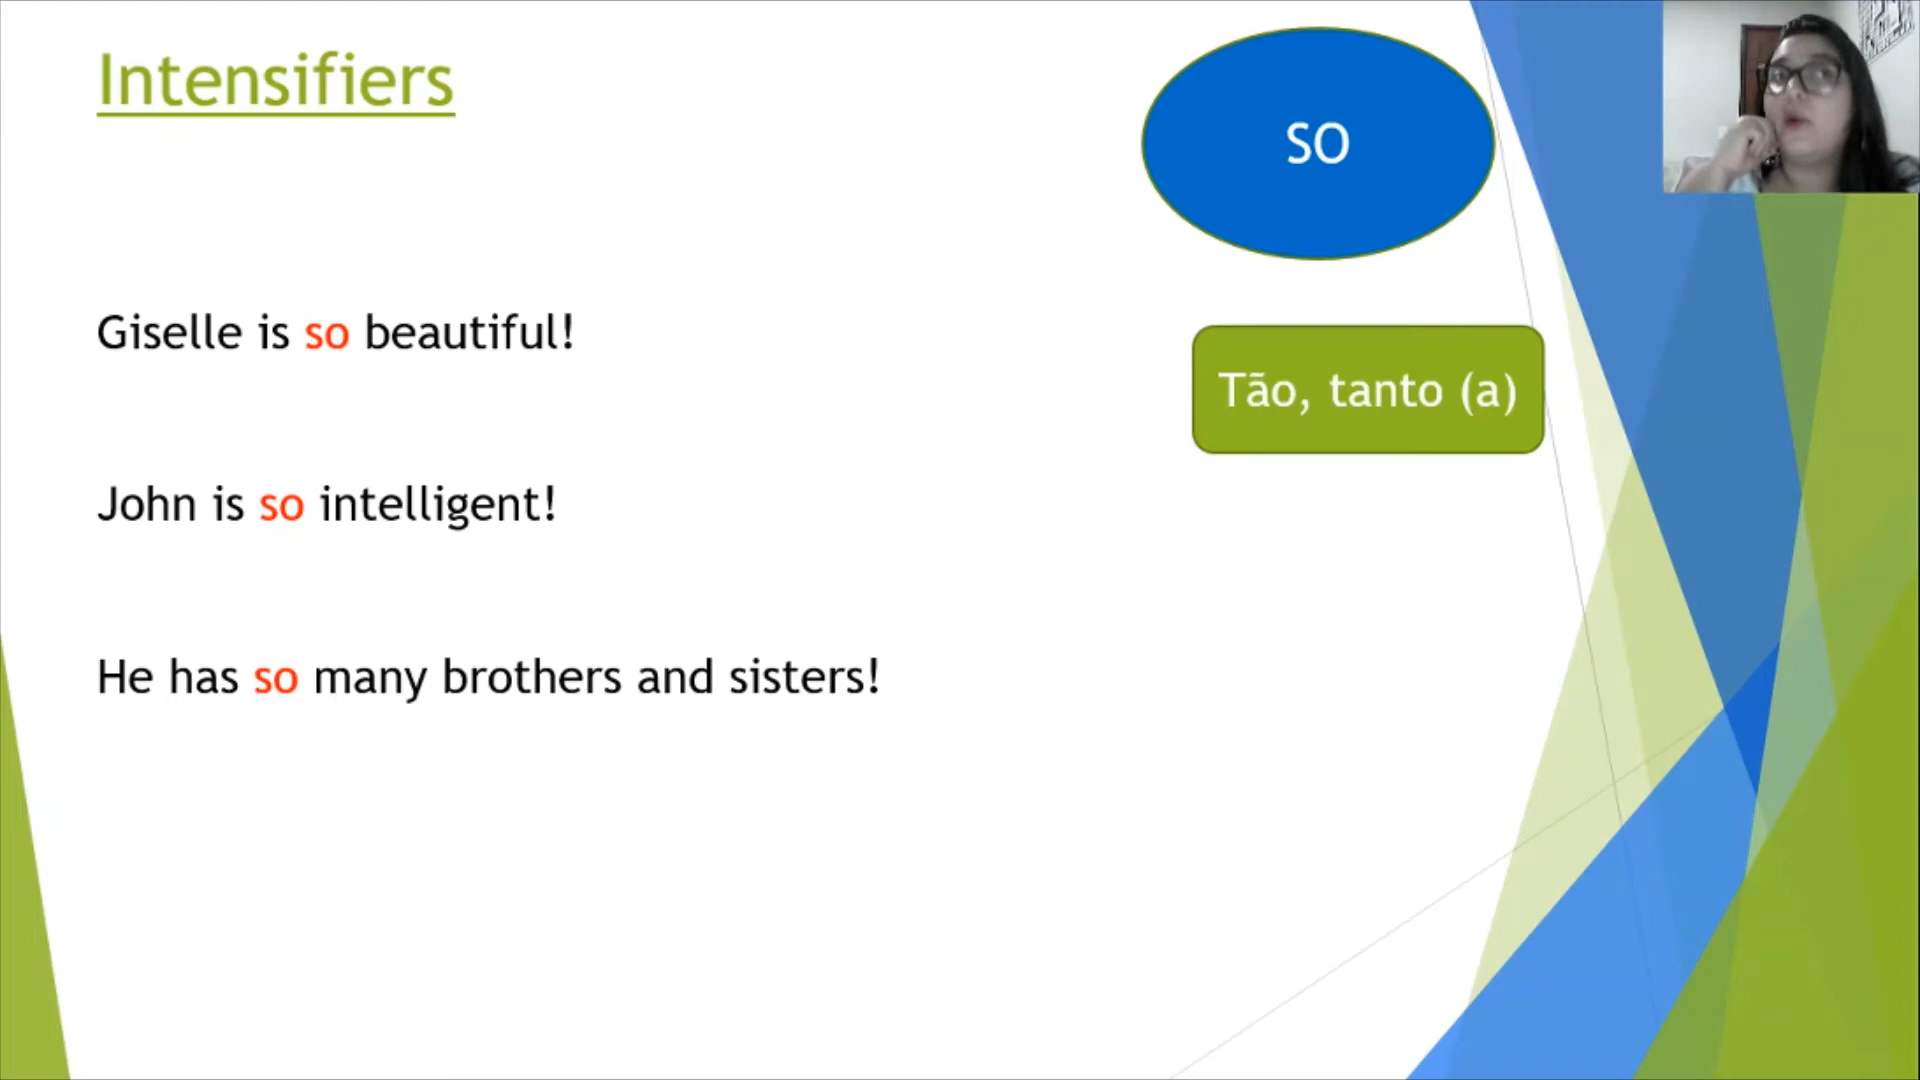 Intensifiers
SO
Giselle is so beautiful!
Tão, tanto (a)
John is so intelligent!
He has so many brothers and sisters!